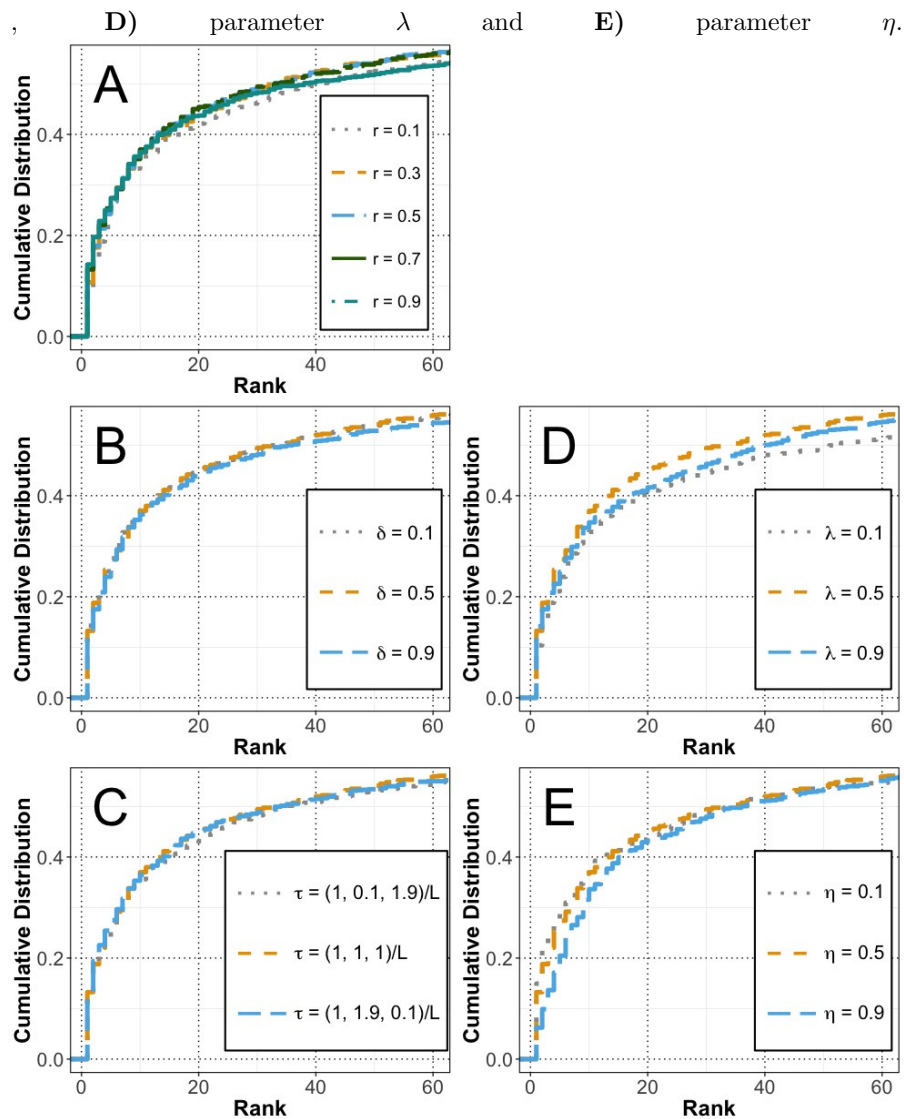 , D) parameter λ and E) parameter η.
A
Cumulative Distribution
0.4
0.2
0.0
r = 0.1
r = 0.3
r = 0.5
r = 0.7
r = 0.9
0 20 40 60
Rank
B
Cumulative Distribution
0.4
0.2
0.0
δ = 0.1
δ = 0.5
δ = 0.9
0 20 40 60
Rank
D
Cumulative Distribution
0.4
0.2
0.0
λ = 0.1
λ = 0.5
λ = 0.9
0 20 40 60
Rank
C
Cumulative Distribution
0.4
0.2
0.0
τ = (1, 0.1, 1.9)/L
τ = (1, 1, 1)/L
τ = (1, 1.9, 0.1)/L
0 20 40 60
Rank
E
Cumulative Distribution
0.4
0.2
0.0
η = 0.1
η = 0.5
η = 0.9
0 20 40 60
Rank